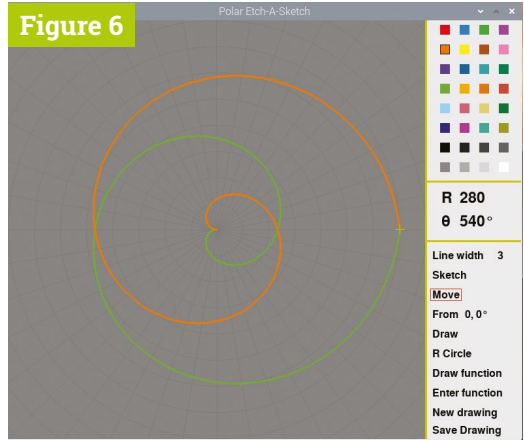 Figure 6
Polar Etch-A-Sketch
R 280
θ 540°
Line width 3
Sketch
Move
From 0,0°
Draw
R Circle
Draw function
Enter function
New drawing
Save Drawing